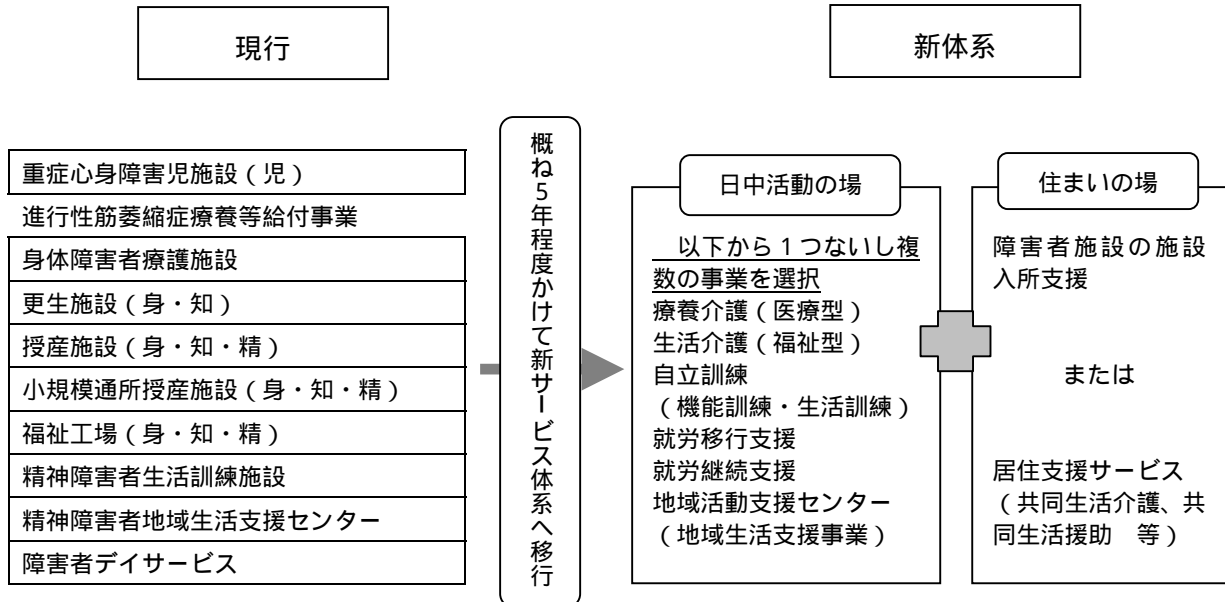 現行
新体系
重症心身障害児施設（児）
進行性筋萎縮症療養等給付事業
身体障害者療護施設
更生施設（身・知）
授産施設（身・知・精）
小規模通所授産施設（身・知・精）
福祉工場（身・知・精）
精神障害者生活訓練施設
精神障害者地域生活支援センター
障害者デイサービス
概ね５年程度かけて新サービス体系へ移行
日中活動の場
以下から１つないし複
数の事業を選択
療養介護（医療型）
生活介護（福祉型）
自立訓練
（機能訓練・生活訓練）
就労移行支援
就労継続支援
地域活動支援センター
（地域生活支援事業）
住まいの場
障害者施設の施設
入所支援
または
居住支援サービス
（共同生活介護、共
同生活援助　等）